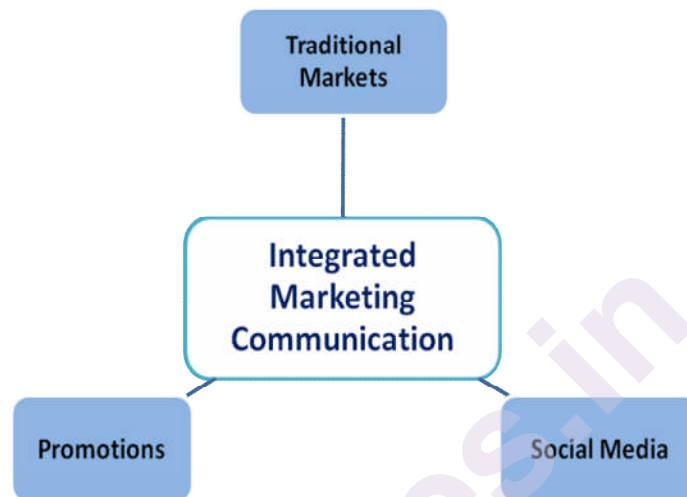 Traditional
Markets
Integrated
Marketing
Communication
Promotions
Social Media